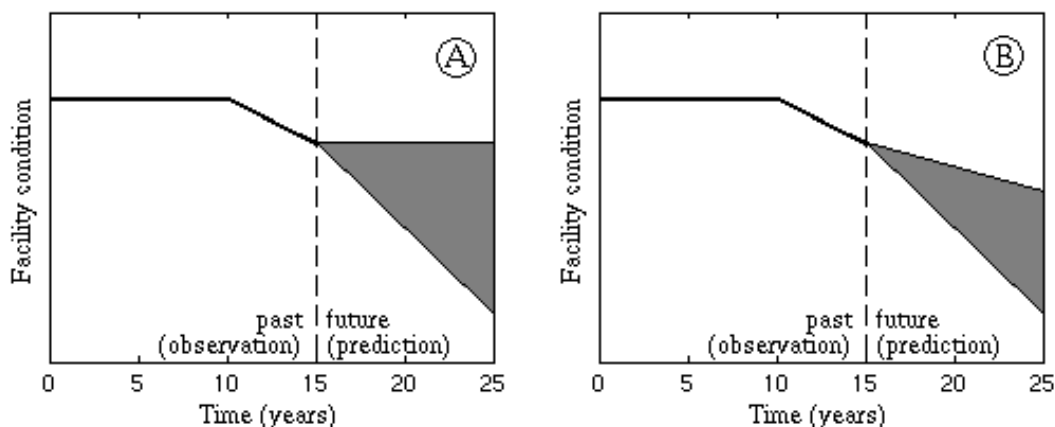 A
Facility condition
past
(observation)
future
(prediction)
0 5 10 15 20 25
Time (years)
B
Facility condition
past
(observation)
future
(prediction)
0 5 10 15 20 25
Time (years)